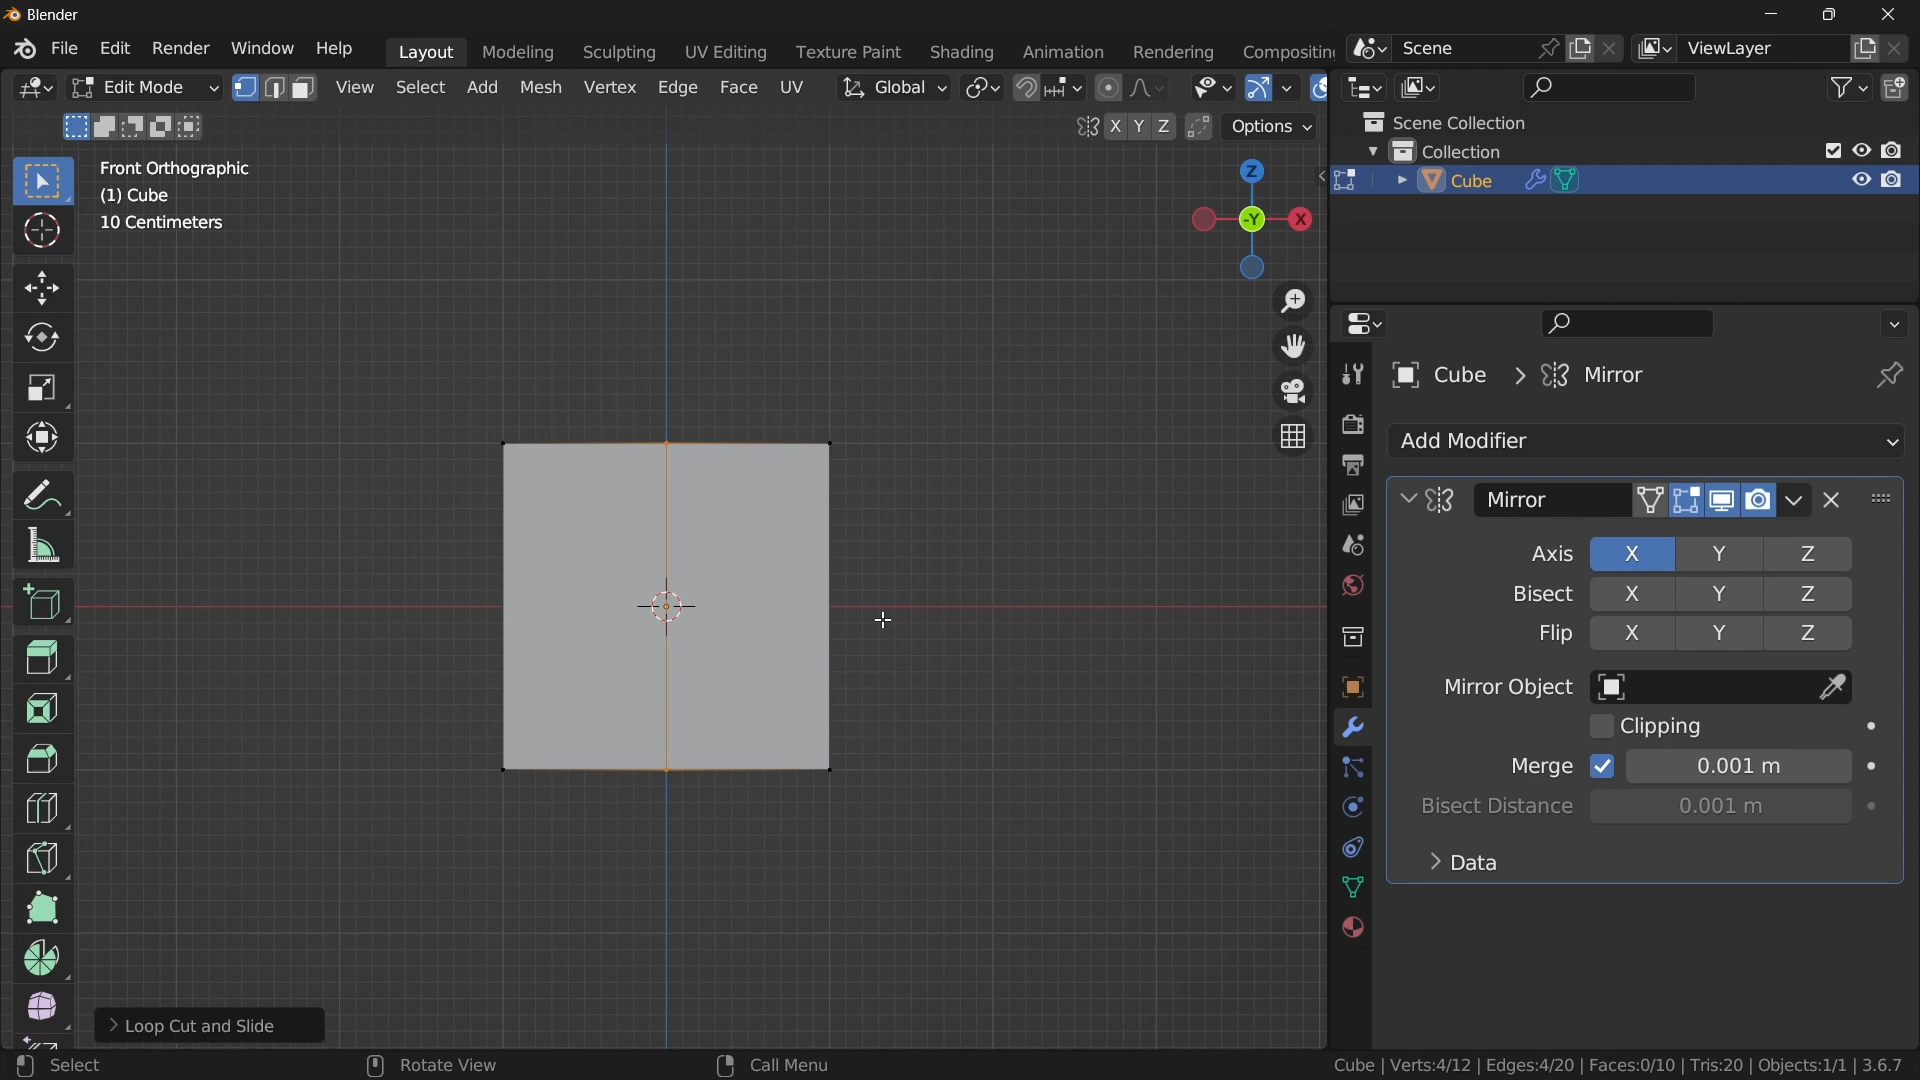 Blender
File Edit Render Window Help Layout Modeling Sculpting UV Editing Texture Paint Shading Animation Rendering Compositing Scene ViewLayer
Edit Mode View Select Add Mesh Vertex Edge Face UV Global
X Y Z Options
Front Orthographic
(1) Cube
10 Centimeters
Z
-Y X
Scene Collection
Collection
Cube
Cube > Mirror
Add Modifier
Mirror
Axis X Y Z
Bisect X Y Z
Flip X Y Z
Mirror Object
Clipping
Merge 0.001 m
Bisect Distance 0.001 m
> Data
> Loop Cut and Slide
Select Rotate View Call Menu Cube | Verts:4/12 | Edges:4/20 | Faces:0/10 | Tris:20 | Objects:1/1 | 3.6.7